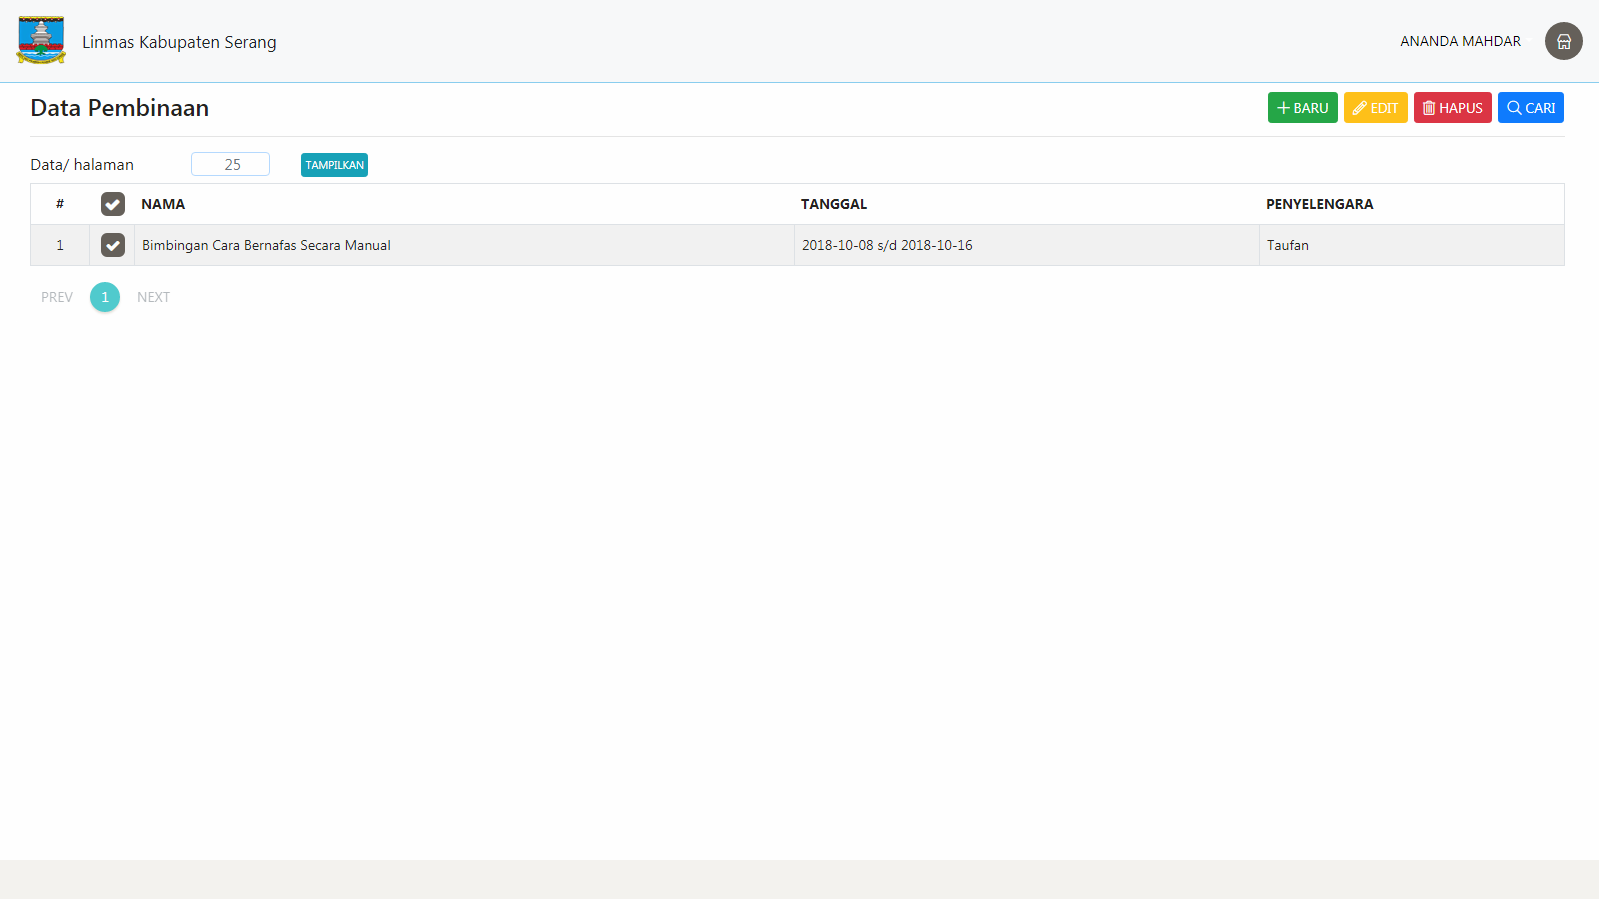 Linmas Kabupaten Serang
ANANDA MAHDAR
Data Pembinaan
BARU EDIT HAPUS CARI
Data/ halaman 25 TAMPILKAN
# NAMA TANGGAL PENYELENGARA
1 Bimbingan Cara Bernafas Secara Manual 2018-10-08 s/d 2018-10-16 Taufan
PREV 1 NEXT